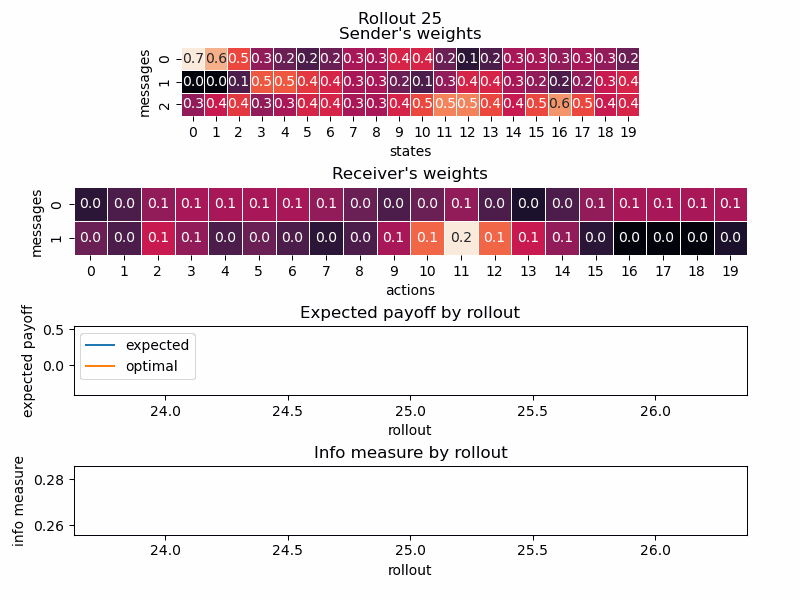 Rollout 25
Sender's weights
messages
0 0.7 0.6 0.5 0.3 0.2 0.2 0.2 0.3 0.3 0.4 0.4 0.2 0.1 0.2 0.3 0.3 0.3 0.3 0.3 0.2
1 0.0 0.0 0.1 0.5 0.5 0.4 0.4 0.3 0.3 0.2 0.1 0.3 0.4 0.4 0.3 0.2 0.2 0.2 0.3 0.4
2 0.3 0.4 0.4 0.3 0.3 0.4 0.4 0.3 0.3 0.4 0.5 0.5 0.5 0.4 0.4 0.5 0.6 0.5 0.4 0.4
0 1 2 3 4 5 6 7 8 9 10 11 12 13 14 15 16 17 18 19
states
Receiver's weights
messages
0 0.0 0.0 0.1 0.1 0.1 0.1 0.1 0.1 0.0 0.0 0.0 0.1 0.0 0.0 0.0 0.1 0.1 0.1 0.1 0.1
1 0.0 0.0 0.1 0.1 0.0 0.0 0.0 0.0 0.0 0.1 0.1 0.2 0.1 0.1 0.1 0.0 0.0 0.0 0.0 0.0
0 1 2 3 4 5 6 7 8 9 10 11 12 13 14 15 16 17 18 19
actions
Expected payoff by rollout
expected payoff
0.5
0.0
expected
optimal
24.0 24.5 25.0 25.5 26.0
rollout
Info measure by rollout
info measure
0.28
0.26
24.0 24.5 25.0 25.5 26.0
rollout